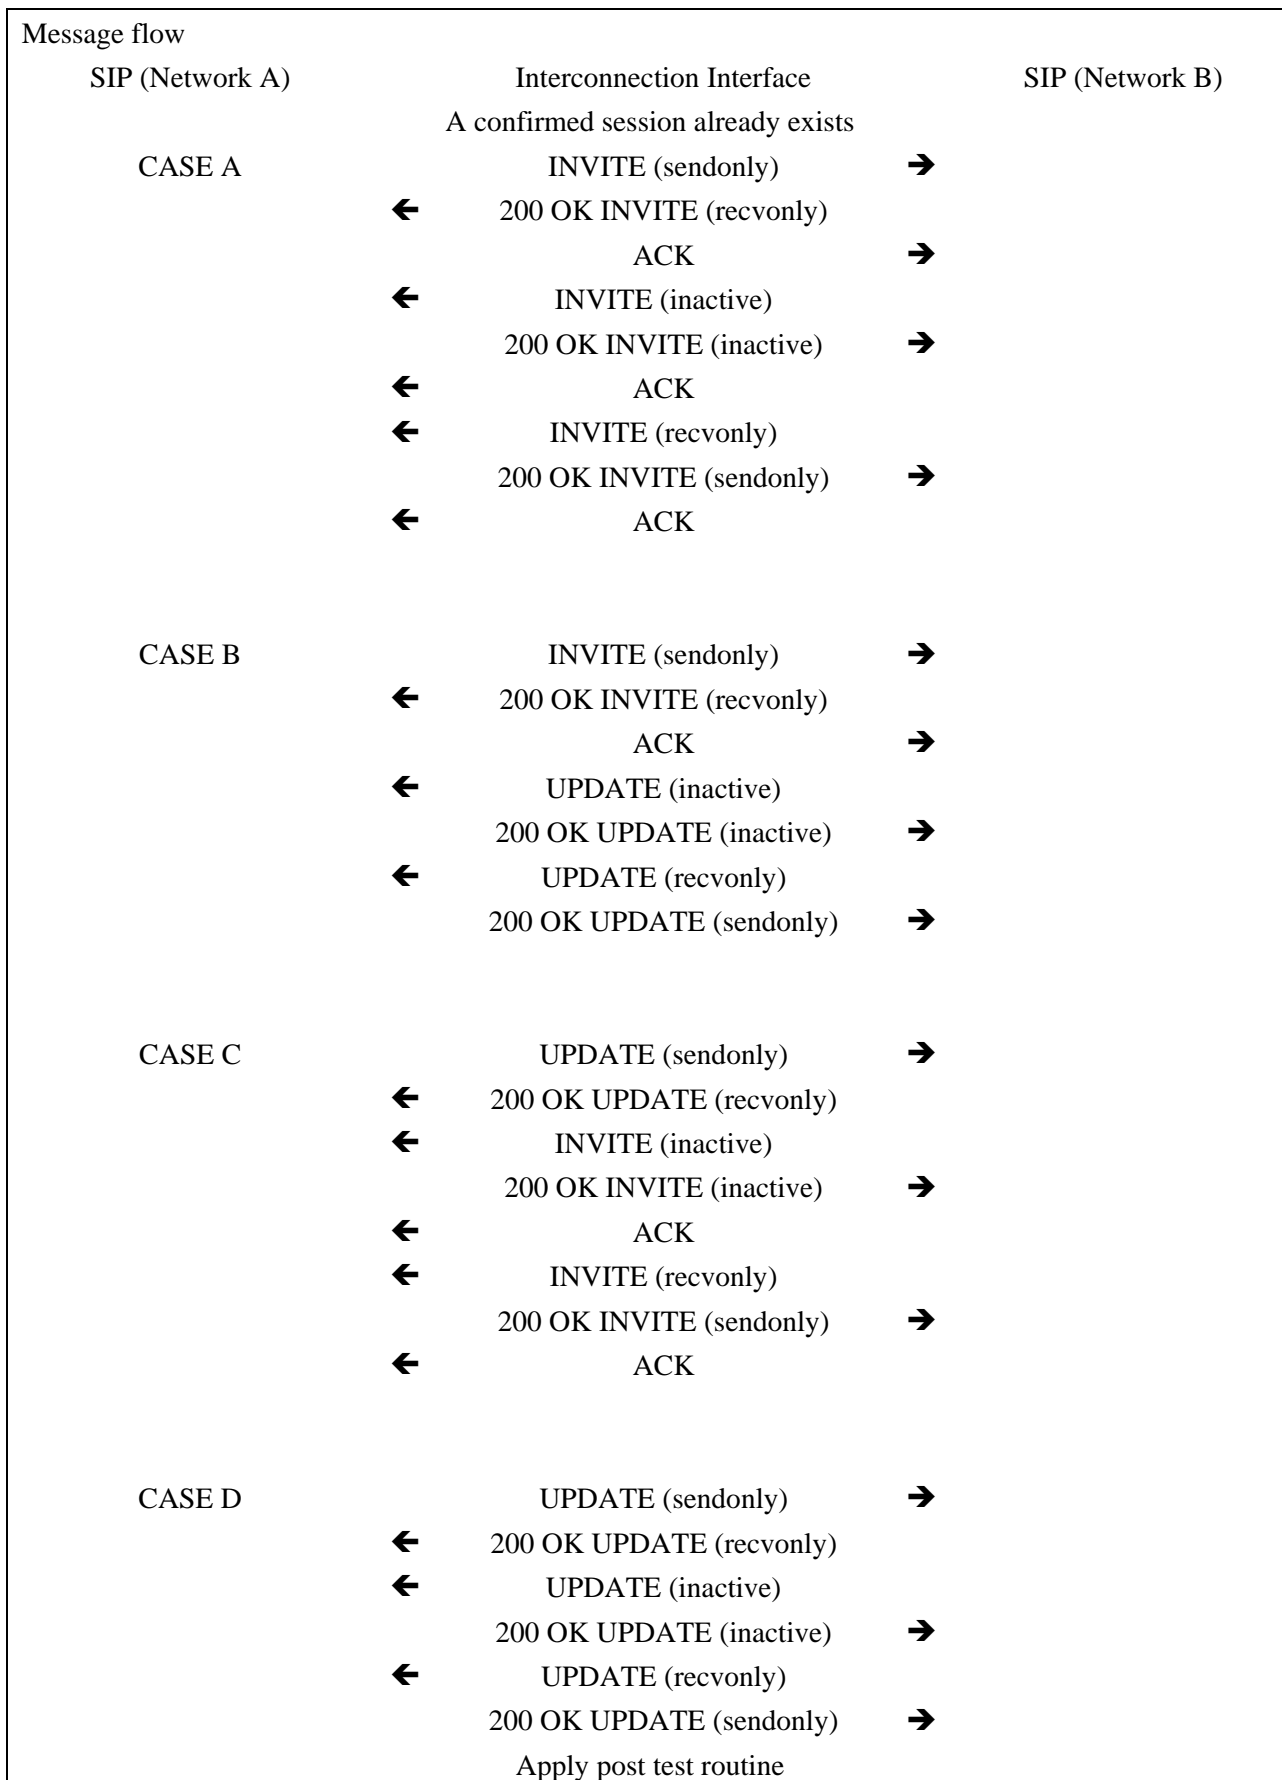 Message flow
SIP (Network A) Interconnection Interface SIP (Network B)
A confirmed session already exists
CASE A INVITE (sendonly) ➔
🡸 200 OK INVITE (recvonly)
ACK ➔
🡸 INVITE (inactive)
200 OK INVITE (inactive) ➔
🡸 ACK
🡸 INVITE (recvonly)
200 OK INVITE (sendonly) ➔
🡸 ACK
CASE B INVITE (sendonly) ➔
🡸 200 OK INVITE (recvonly)
ACK ➔
🡸 UPDATE (inactive)
200 OK UPDATE (inactive) ➔
🡸 UPDATE (recvonly)
200 OK UPDATE (sendonly) ➔
CASE C UPDATE (sendonly) ➔
🡸 200 OK UPDATE (recvonly)
🡸 INVITE (inactive)
200 OK INVITE (inactive) ➔
🡸 ACK
🡸 INVITE (recvonly)
200 OK INVITE (sendonly) ➔
🡸 ACK
CASE D UPDATE (sendonly) ➔
🡸 200 OK UPDATE (recvonly)
🡸 UPDATE (inactive)
200 OK UPDATE (inactive) ➔
🡸 UPDATE (recvonly)
200 OK UPDATE (sendonly) ➔
Apply post test routine